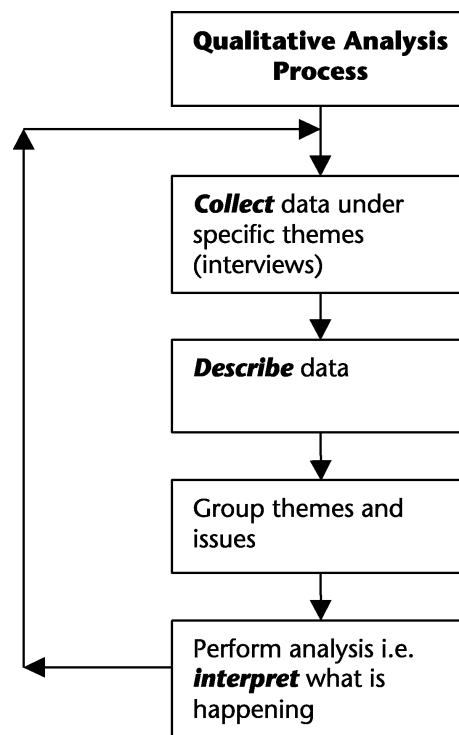 Qualitative Analysis
Process
Collect data under
specific themes
(interviews)
Describe data
Group themes and
issues
Perform analysis i.e.
interpret what is
happening